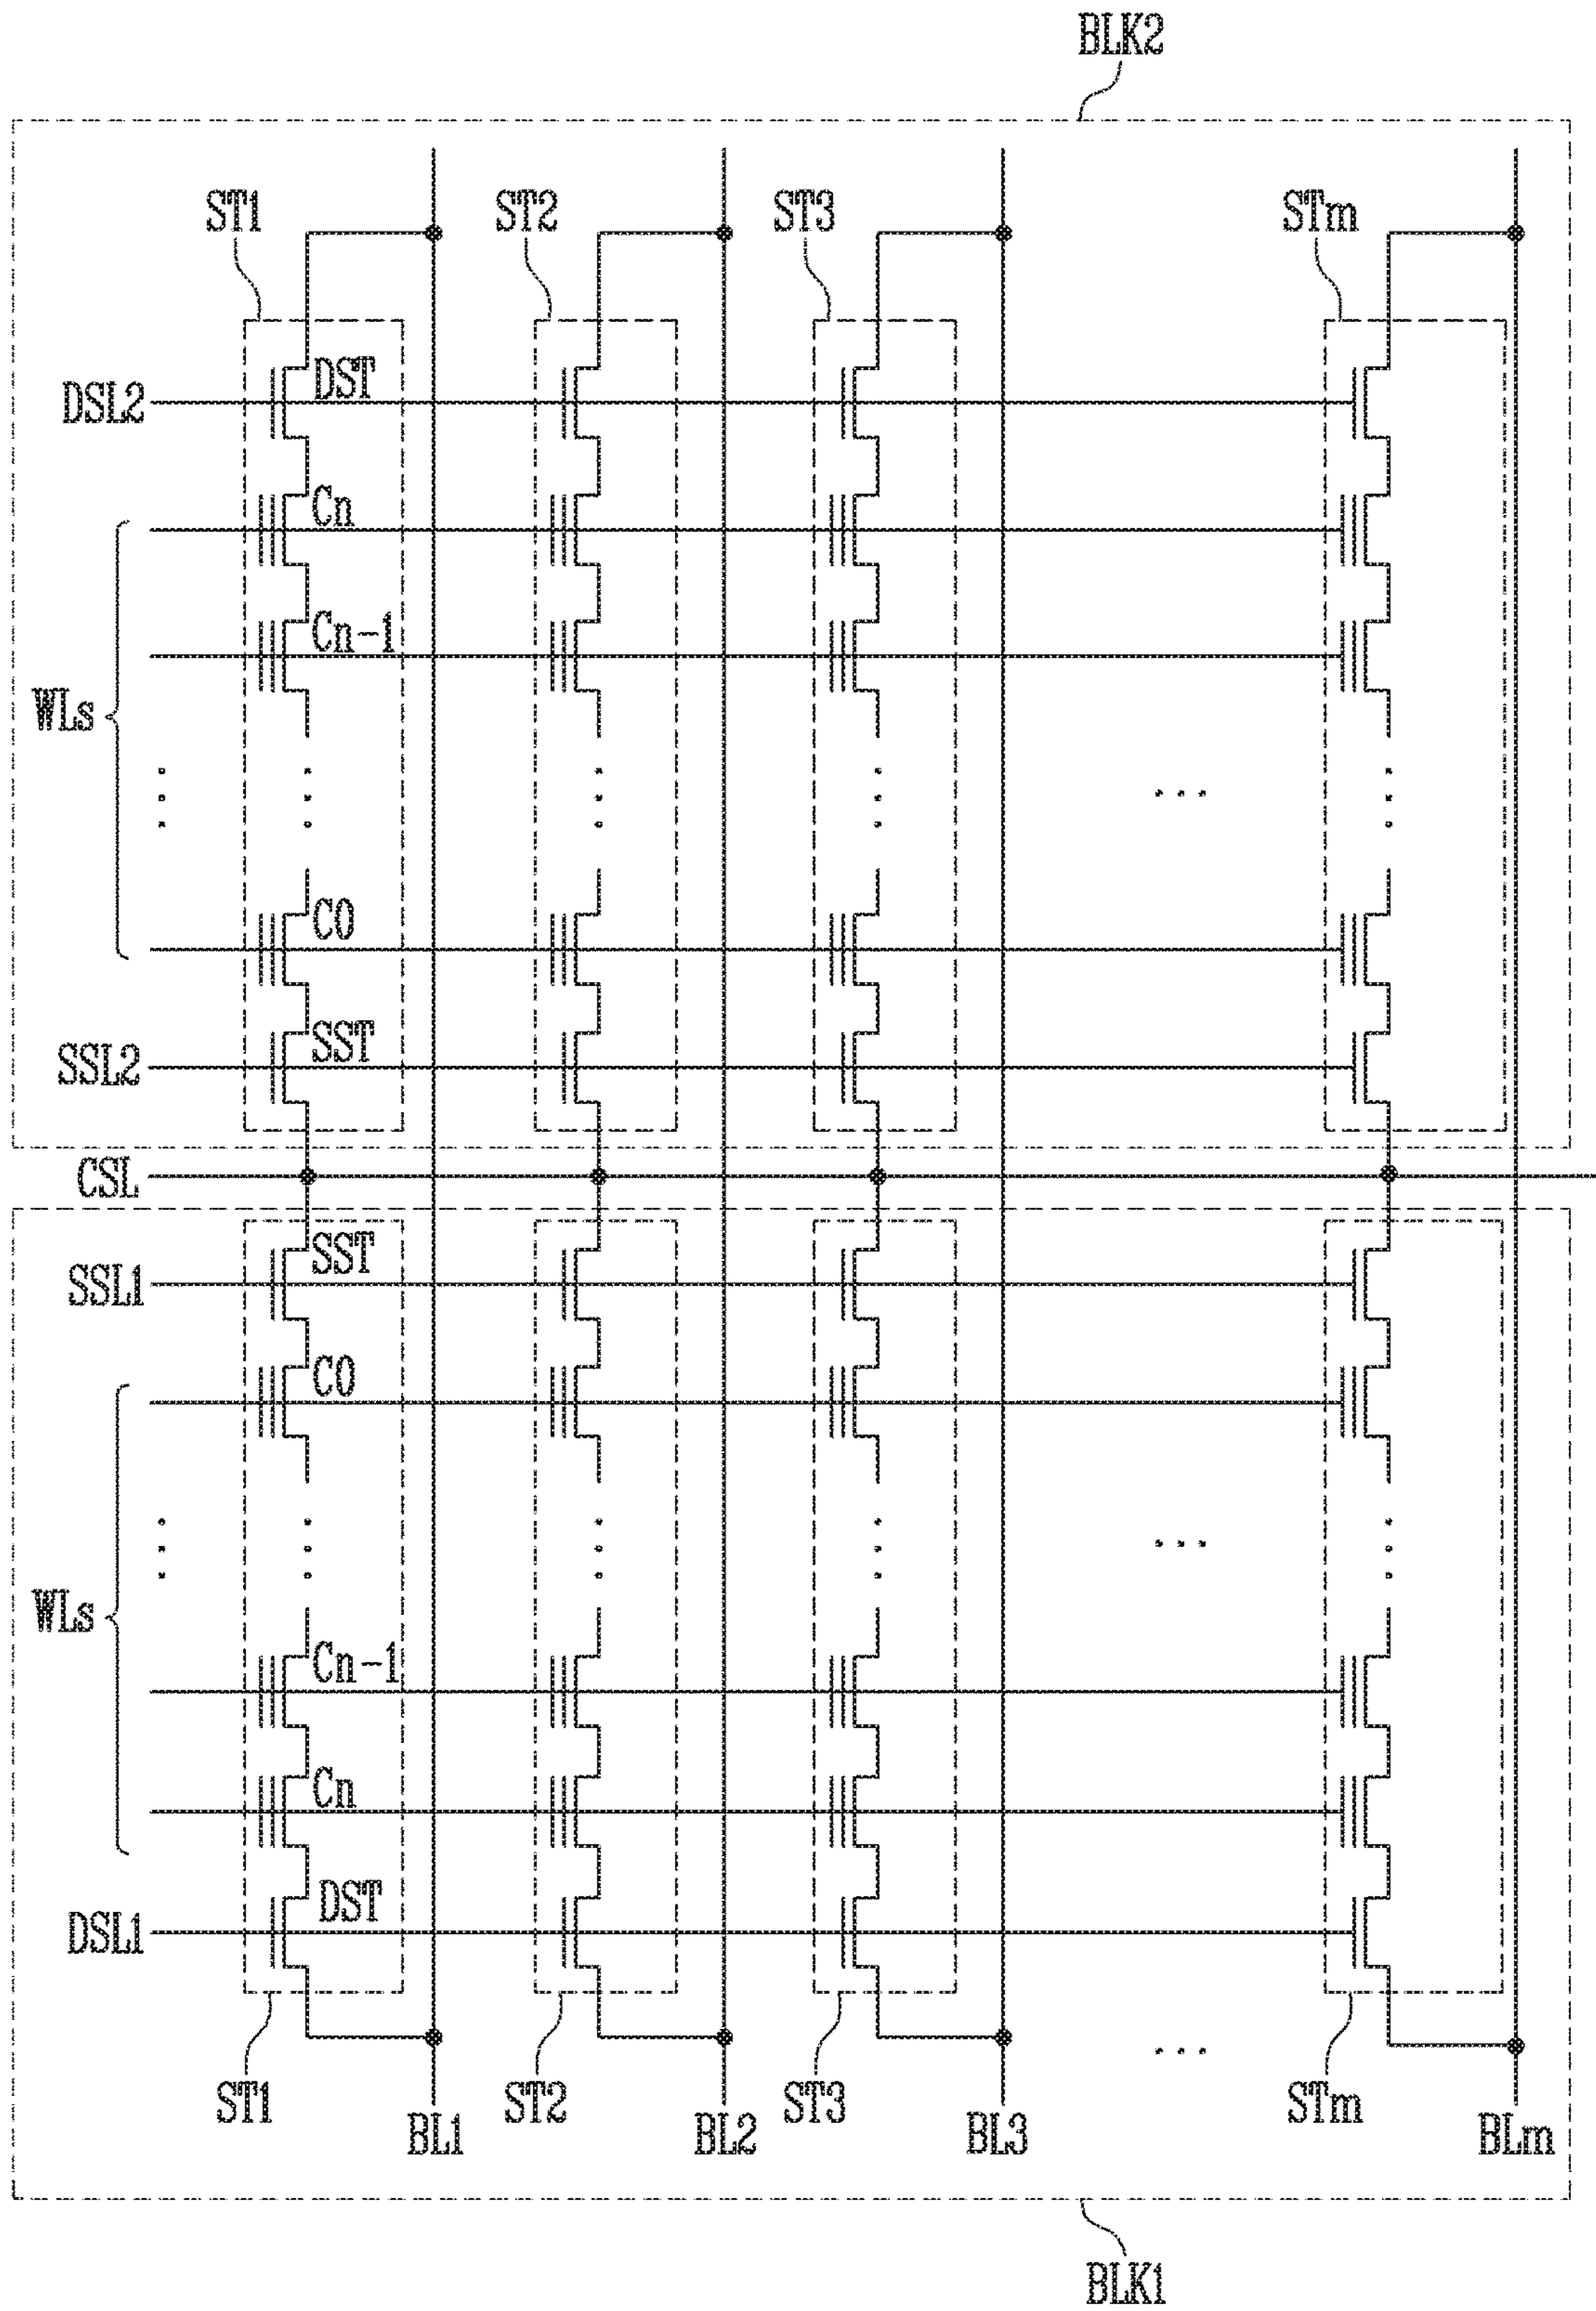 BLK2
ST1 ST2 ST3 STm
DSL2 DST
Cn
Cn-1
WLs
C0
SSL2 SST
CSL
SSL1 SST
C0
WLs
Cn-1
Cn
DSL1 DST
ST1 ST2 ST3 STm
BL1 BL2 BL3 BLm
BLK1